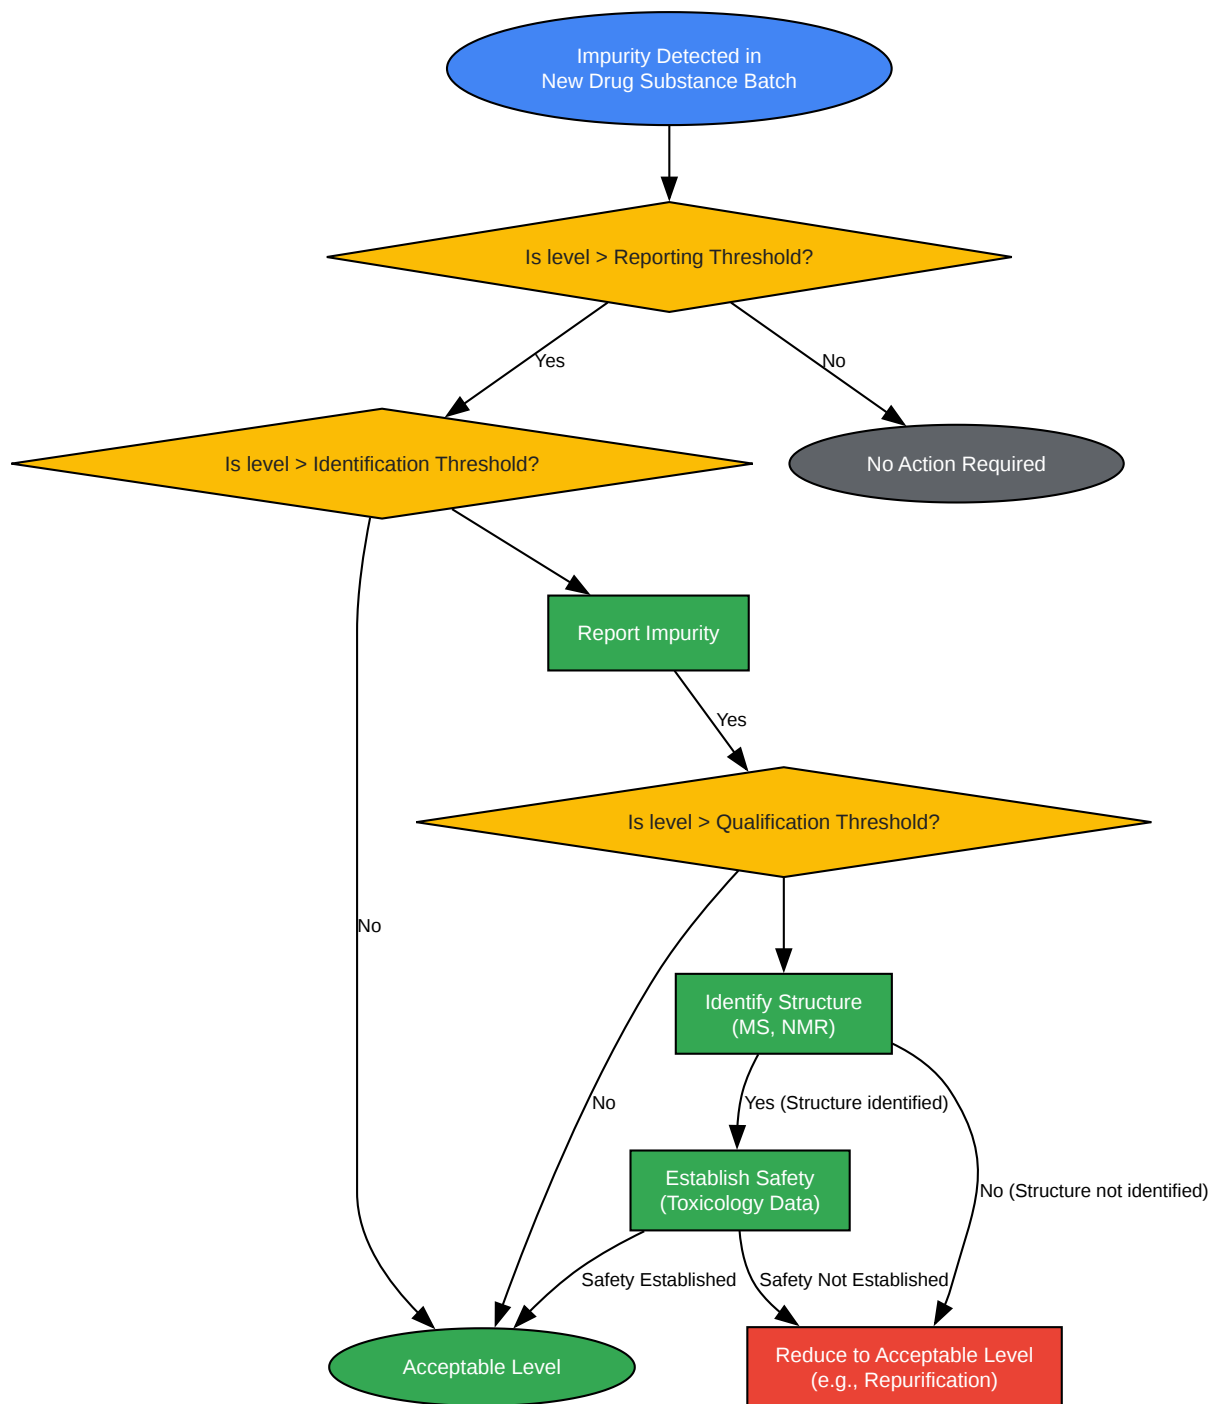 Impurity Detected in
New Drug Substance Batch
Is level > Reporting Threshold?
Yes
No
Is level > Identification Threshold?
No Action Required
Report Impurity
Yes
Is level > Qualification Threshold?
No
Identify Structure
(MS, NMR)
No
Yes (Structure identified)
Establish Safety
(Toxicology Data)
No (Structure not identified)
Safety Established
Safety Not Established
Acceptable Level
Reduce to Acceptable Level
(e.g., Repurification)